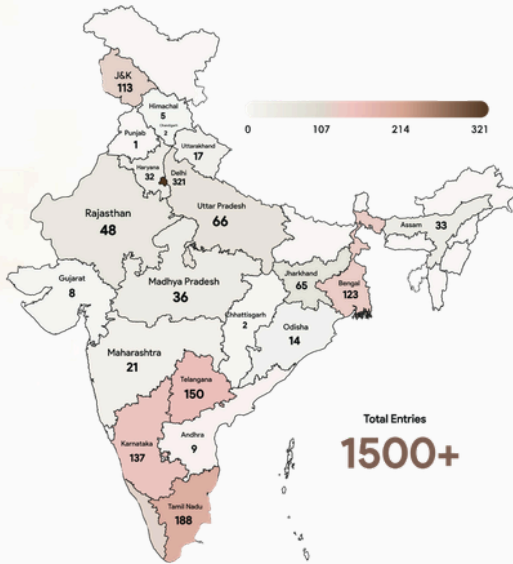 J&K
113
Himachal
5
Chandigarh
2
Punjab
1
Uttarakhand
17
Haryana
32
Delhi
321
0
107
214
321
Rajasthan
48
Uttar Pradesh
66
Assam
33
Gujarat
8
Madhya Pradesh
36
Jharkhand
65
Bengal
123
Chhattisgarh
2
Odisha
14
Maharashtra
21
Telangana
150
Karnataka
137
Andhra
9
Tamil Nadu
188
Total Entries
1500+